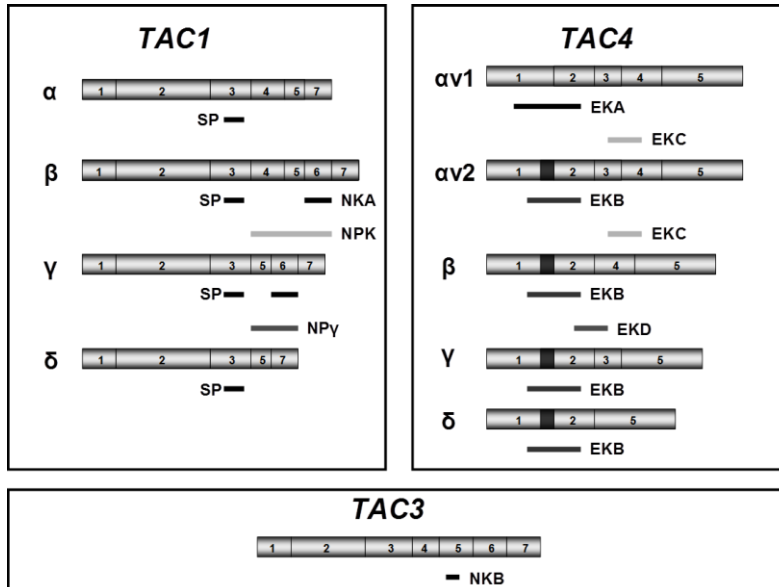 TAC1
α
1 2 3 4 5 7
SP
β
1 2 3 4 5 6 7
SP NKA
NPK
γ
1 2 3 5 6 7
SP
NPγ
δ
1 2 3 5 7
SP
TAC4
αv1
1 2 3 4 5
EKA
EKC
αv2
1 2 3 4 5
EKB
EKC
β
1 2 4 5
EKB
EKD
γ
1 2 3 5
EKB
δ
1 2 5
EKB
TAC3
1 2 3 4 5 6 7
NKB